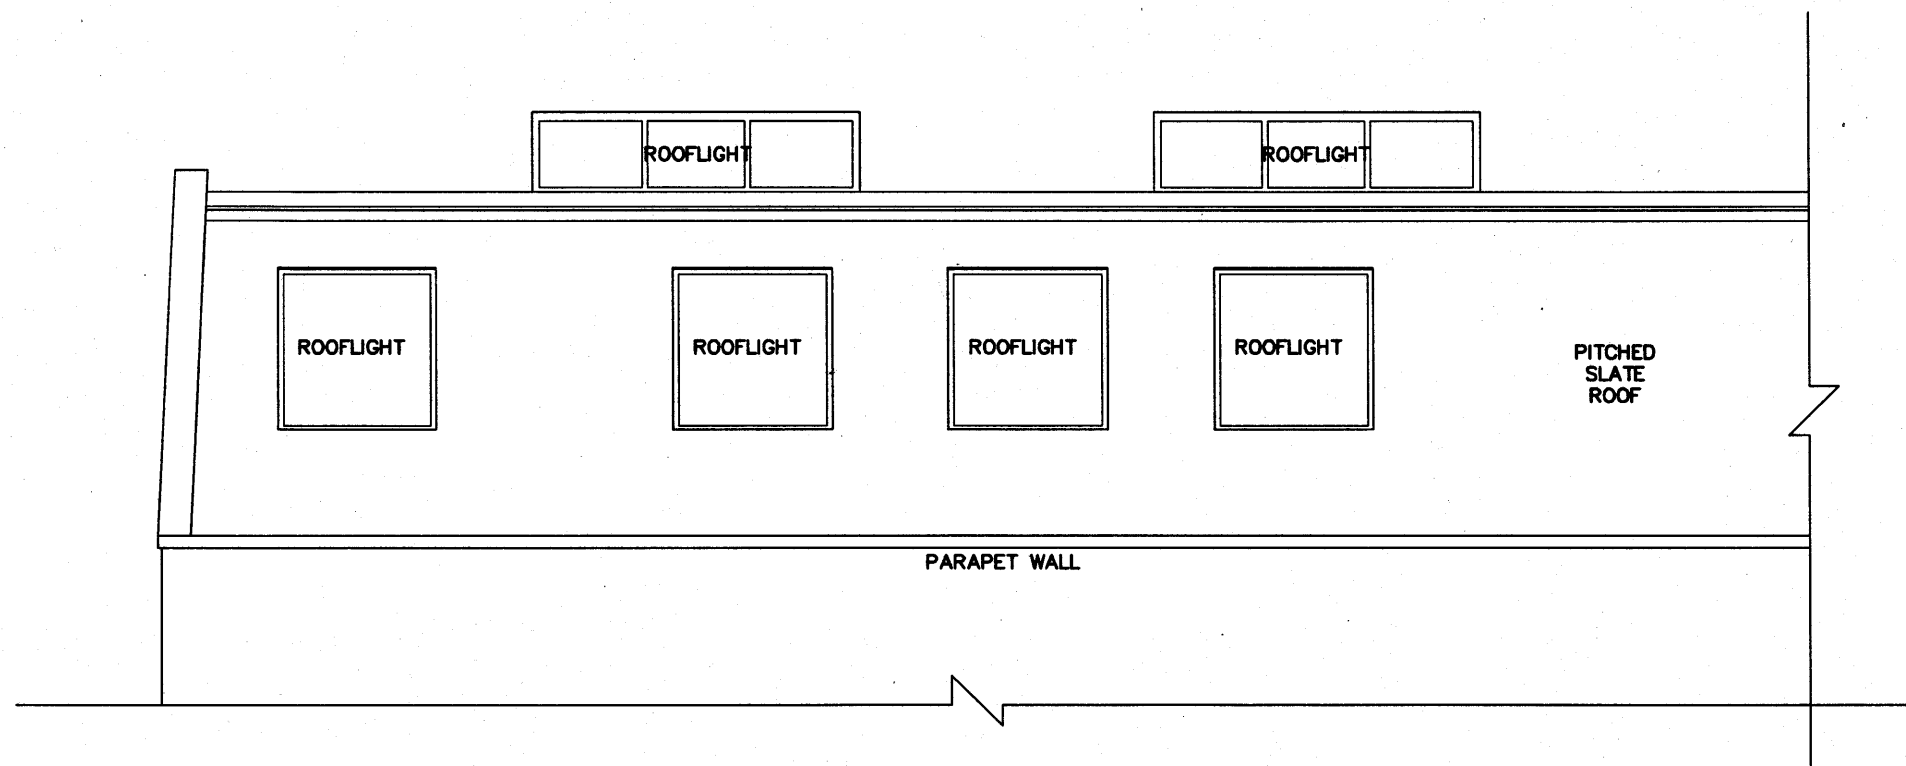 ROOFLIGHT
ROOFLIGHT
ROOFLIGHT
ROOFLIGHT
ROOFLIGHT
ROOFLIGHT
PITCHED
SLATE
ROOF
PARAPET WALL